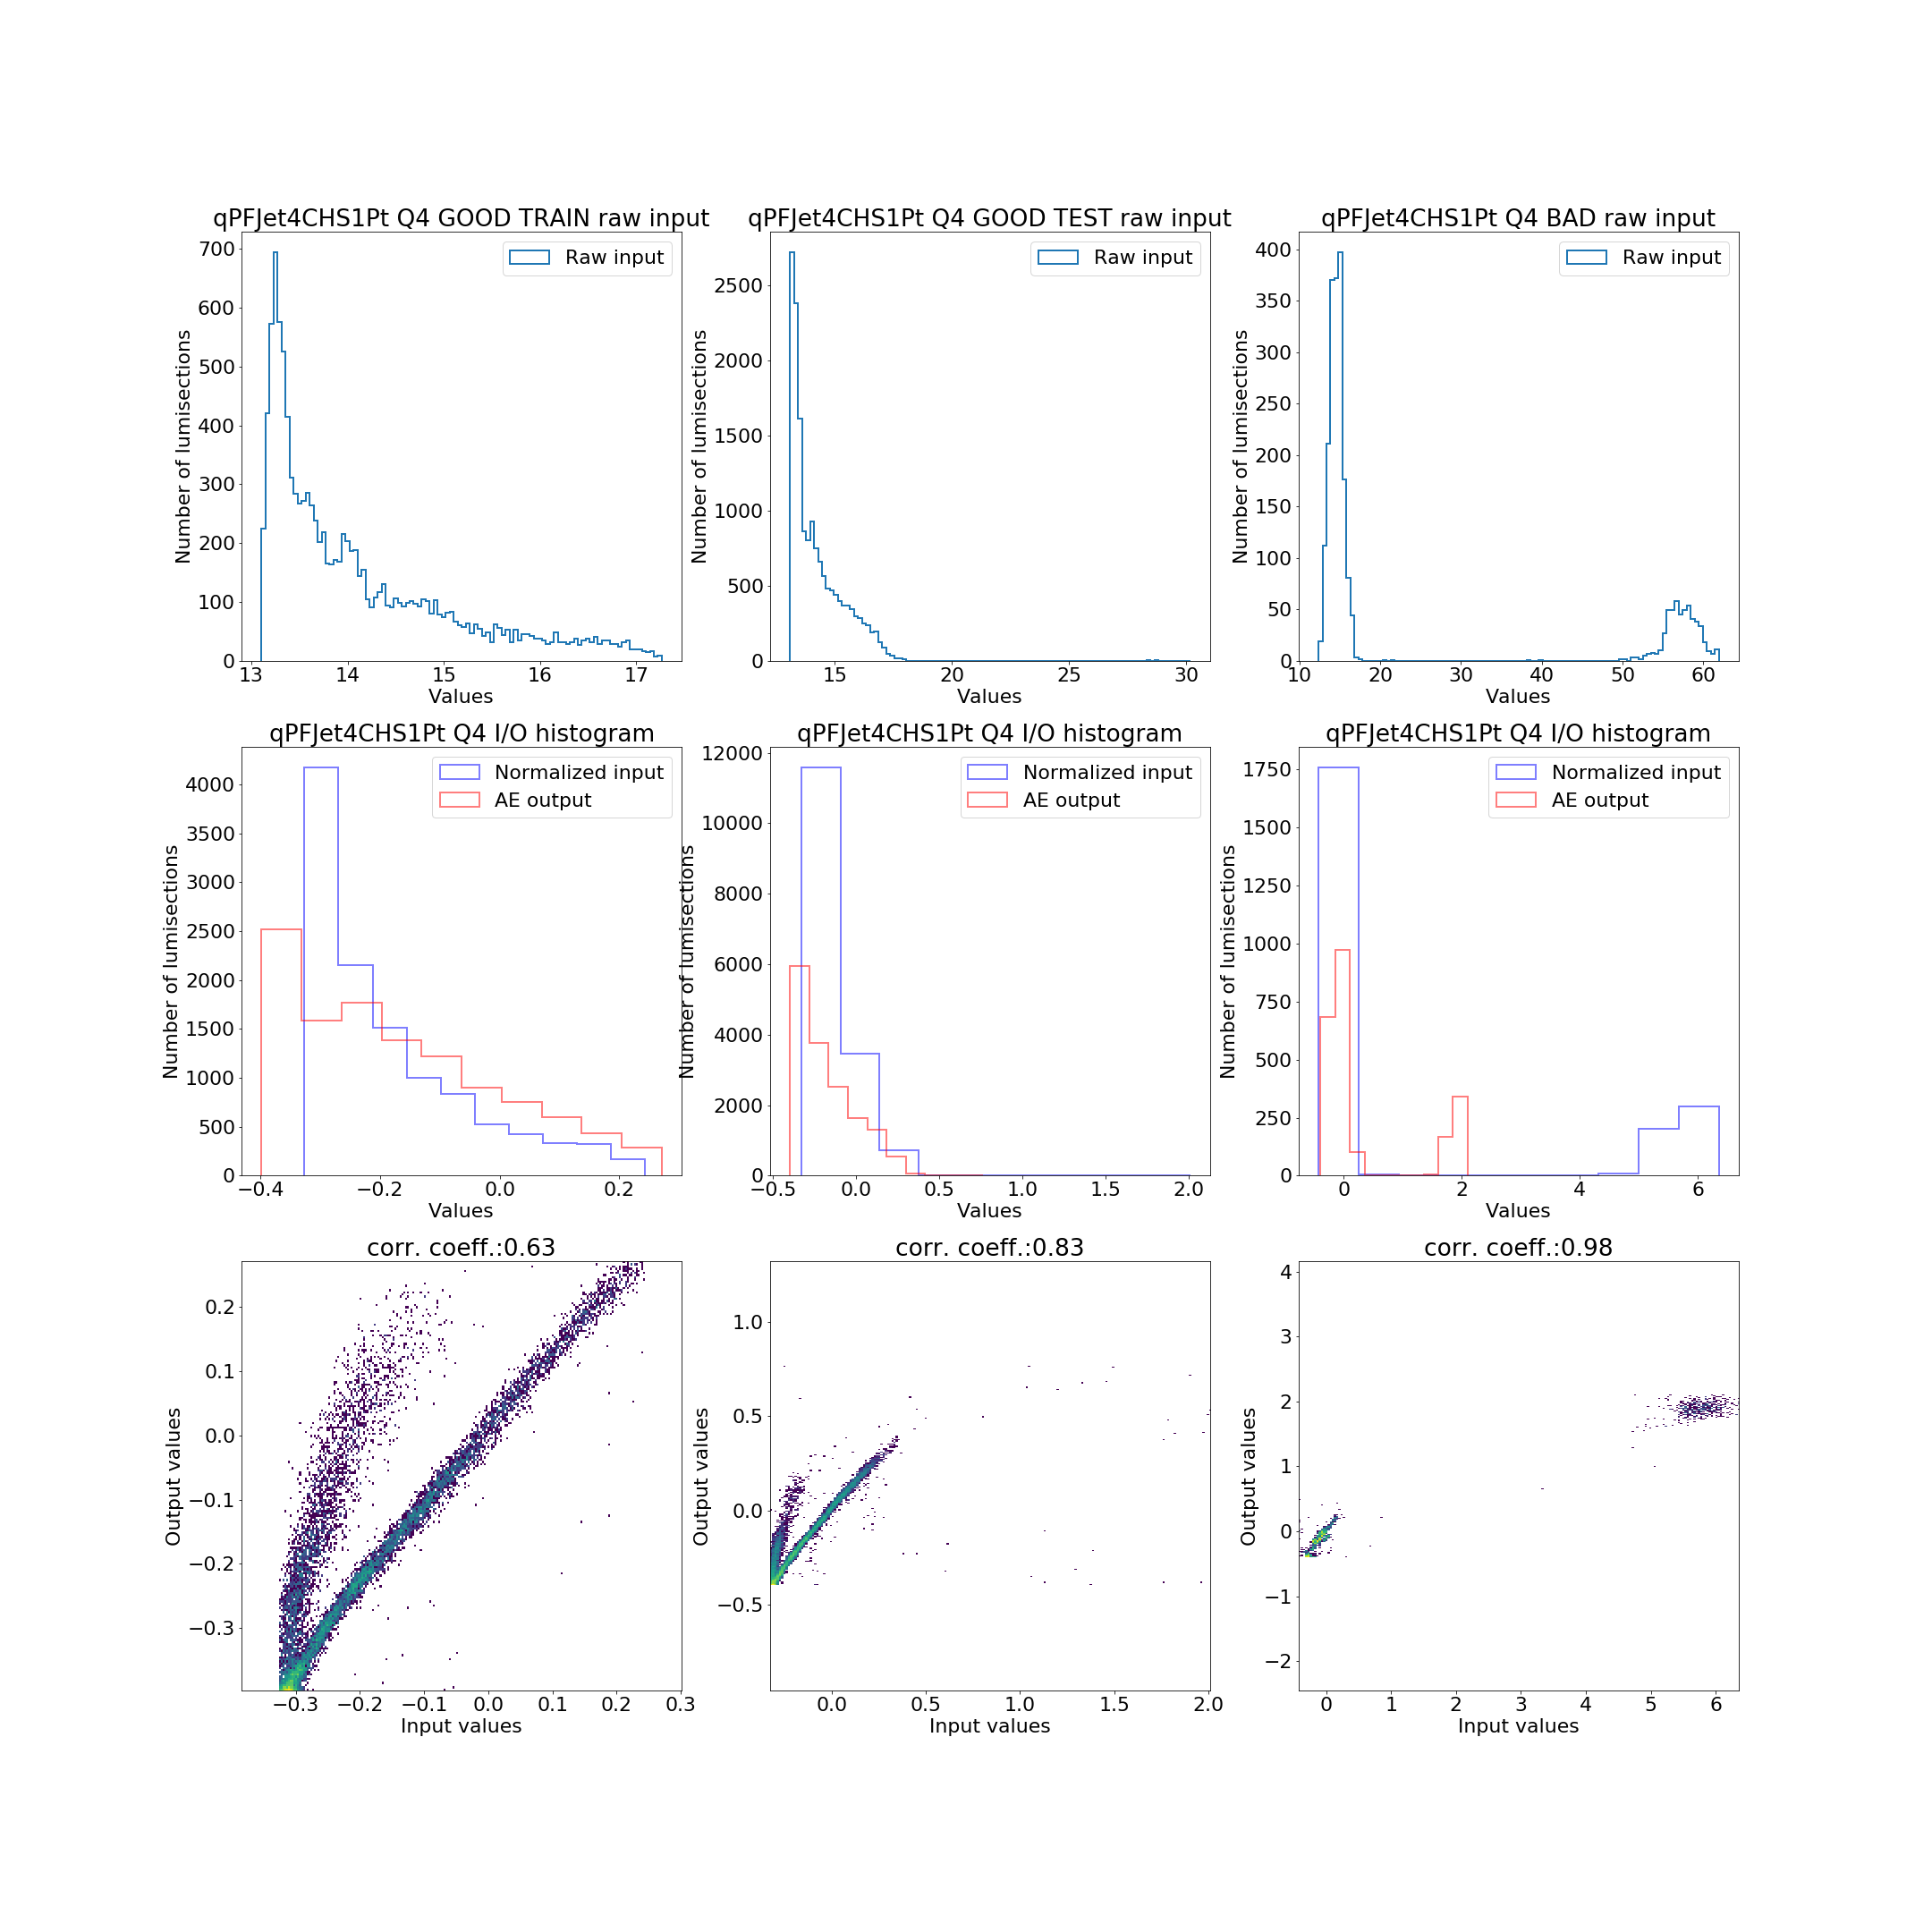 qPFJet4CHS1Pt Q4 GOOD TRAIN raw input
Raw input
Number of lumisections
700
600
500
400
300
200
100
0
13 14 15 16 17
Values
qPFJet4CHS1Pt Q4 GOOD TEST raw input
Raw input
Number of lumisections
2500
2000
1500
1000
500
0
15 20 25 30
Values
qPFJet4CHS1Pt Q4 BAD raw input
Raw input
Number of lumisections
400
350
300
250
200
150
100
50
0
10 20 30 40 50 60
Values
qPFJet4CHS1Pt Q4 I/O histogram
Normalized input
AE output
Number of lumisections
4000
3500
3000
2500
2000
1500
1000
500
0
−0.4 −0.2 0.0 0.2
Values
qPFJet4CHS1Pt Q4 I/O histogram
Normalized input
AE output
Number of lumisections
12000
10000
8000
6000
4000
2000
0
−0.5 0.0 0.5 1.0 1.5 2.0
Values
qPFJet4CHS1Pt Q4 I/O histogram
Normalized input
AE output
Number of lumisections
1750
1500
1250
1000
750
500
250
0
0 2 4 6
Values
corr. coeff.:0.63
Output values
0.2
0.1
0.0
−0.1
−0.2
−0.3
−0.3 −0.2 −0.1 0.0 0.1 0.2 0.3
Input values
corr. coeff.:0.83
Output values
1.0
0.5
0.0
−0.5
0.0 0.5 1.0 1.5 2.0
Input values
corr. coeff.:0.98
Output values
4
3
2
1
0
−1
−2
0 1 2 3 4 5 6
Input values